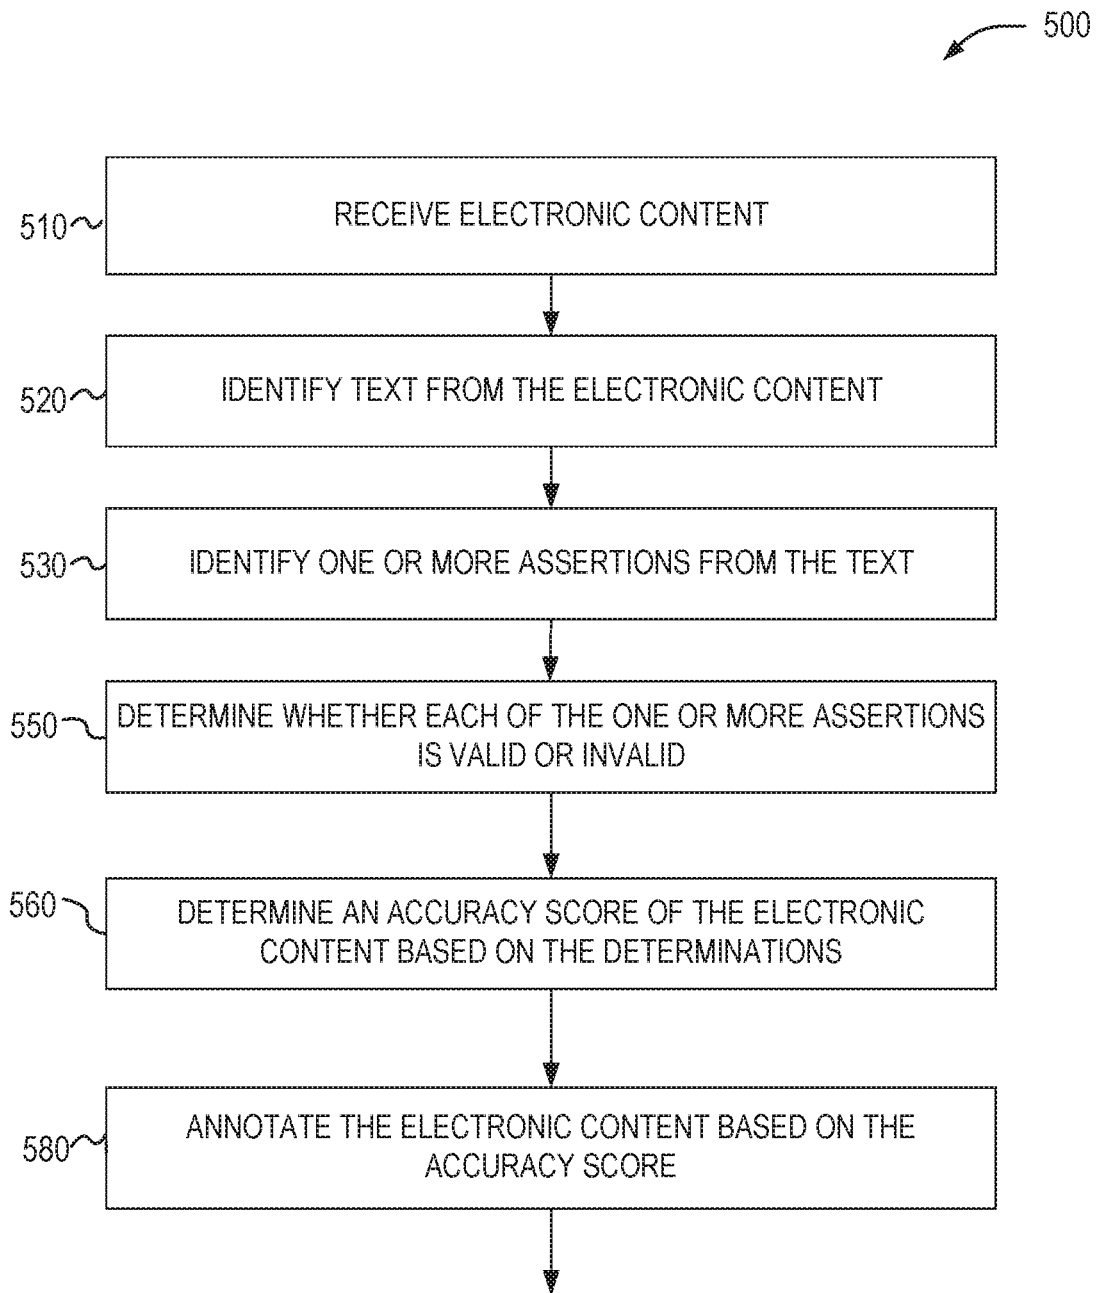 500
510
RECEIVE ELECTRONIC CONTENT
520
IDENTIFY TEXT FROM THE ELECTRONIC CONTENT
530
IDENTIFY ONE OR MORE ASSERTIONS FROM THE TEXT
550
DETERMINE WHETHER EACH OF THE ONE OR MORE ASSERTIONS
IS VALID OR INVALID
560
DETERMINE AN ACCURACY SCORE OF THE ELECTRONIC
CONTENT BASED ON THE DETERMINATIONS
580
ANNOTATE THE ELECTRONIC CONTENT BASED ON THE
ACCURACY SCORE